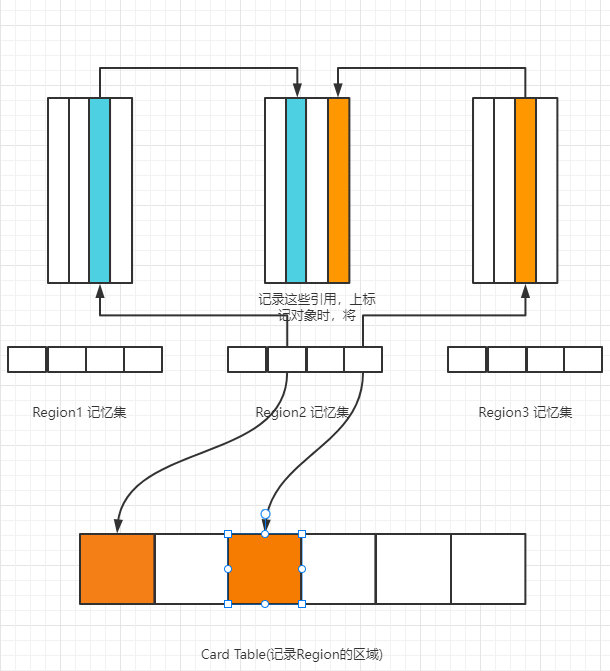 记录这些引用，上标
记对象时，将
Region1 记忆集
Region2 记忆集
Region3 记忆集
Card Table(记录Region的区域)